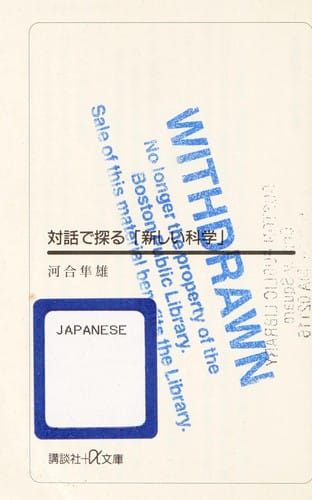 WITHDRAWN
No longer the property of the
Boston Public Library.
Sale of this material benefits the Library.
対話で探る「新しい科学」
河合隼雄
JAPANESE
講談社+α文庫